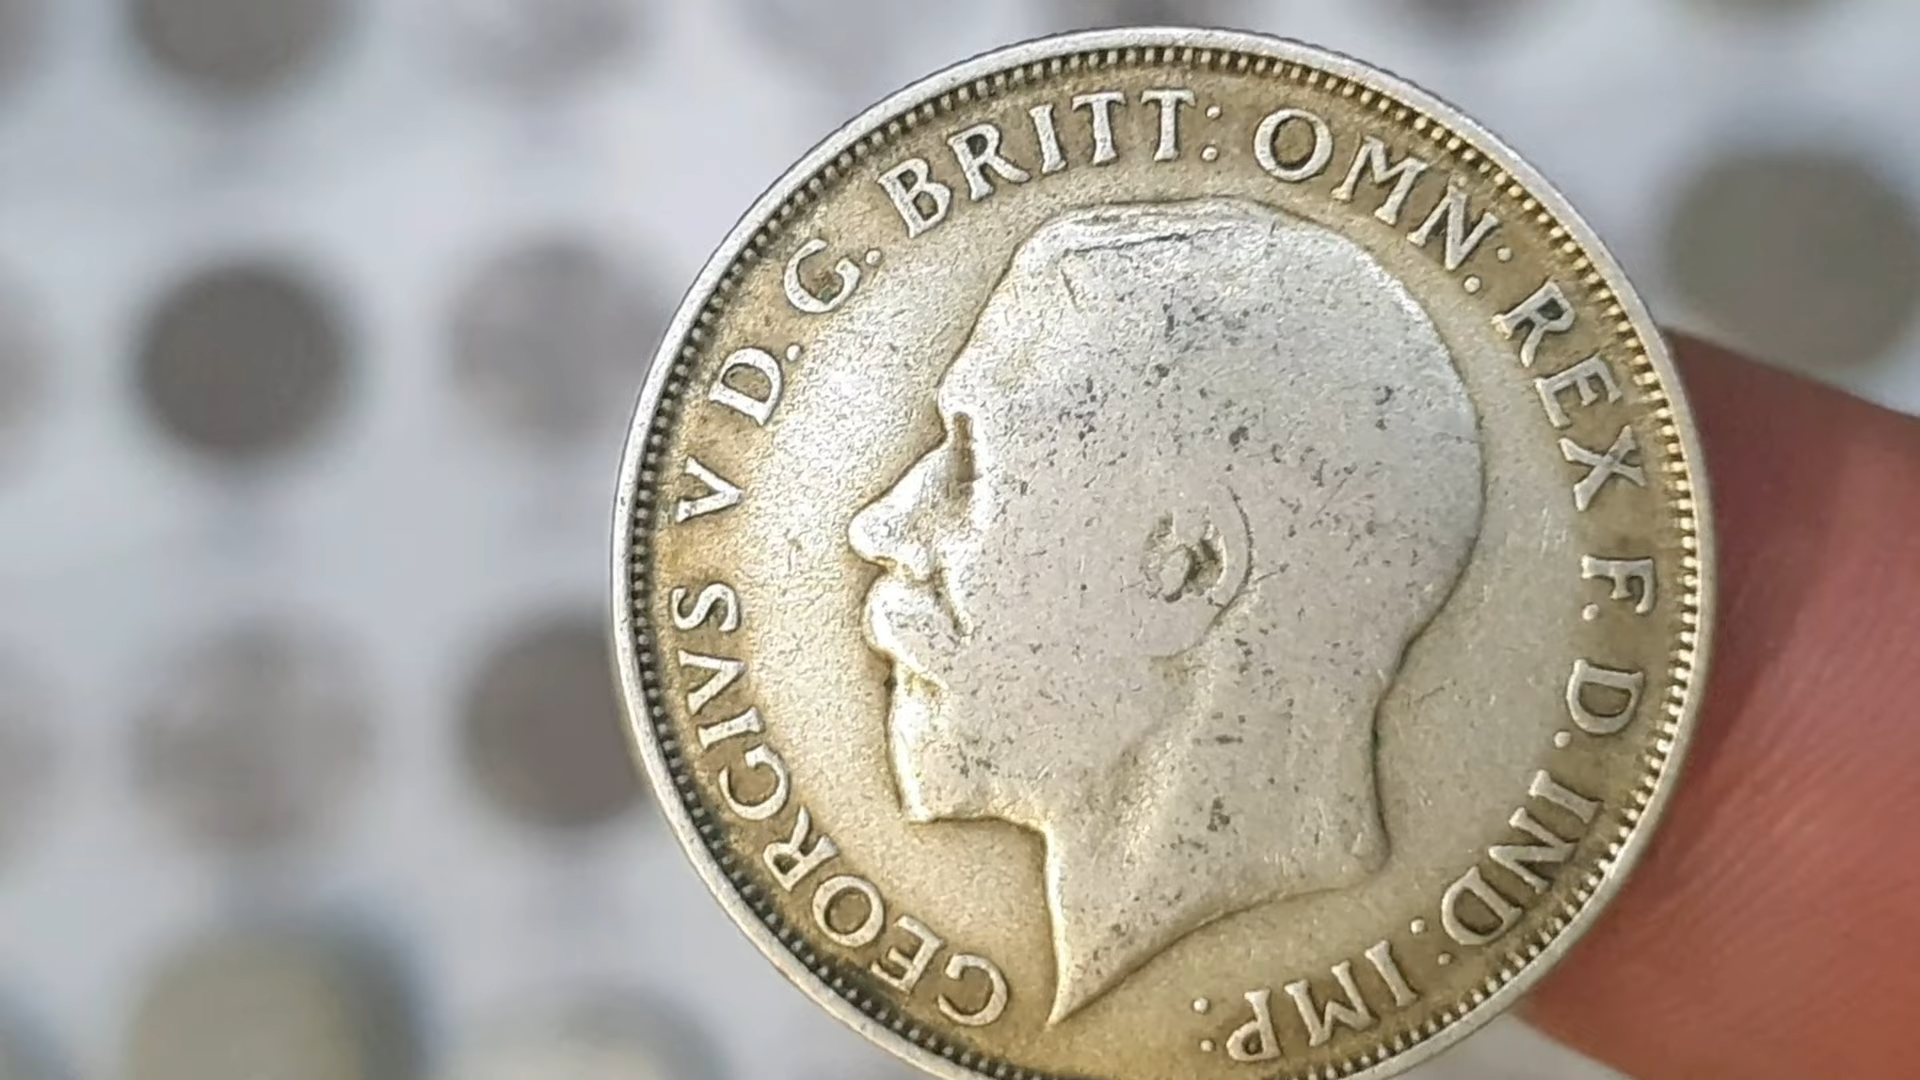 GEORGIVS V D. G. BRITT: OMN: REX F. D. IND: IMP: